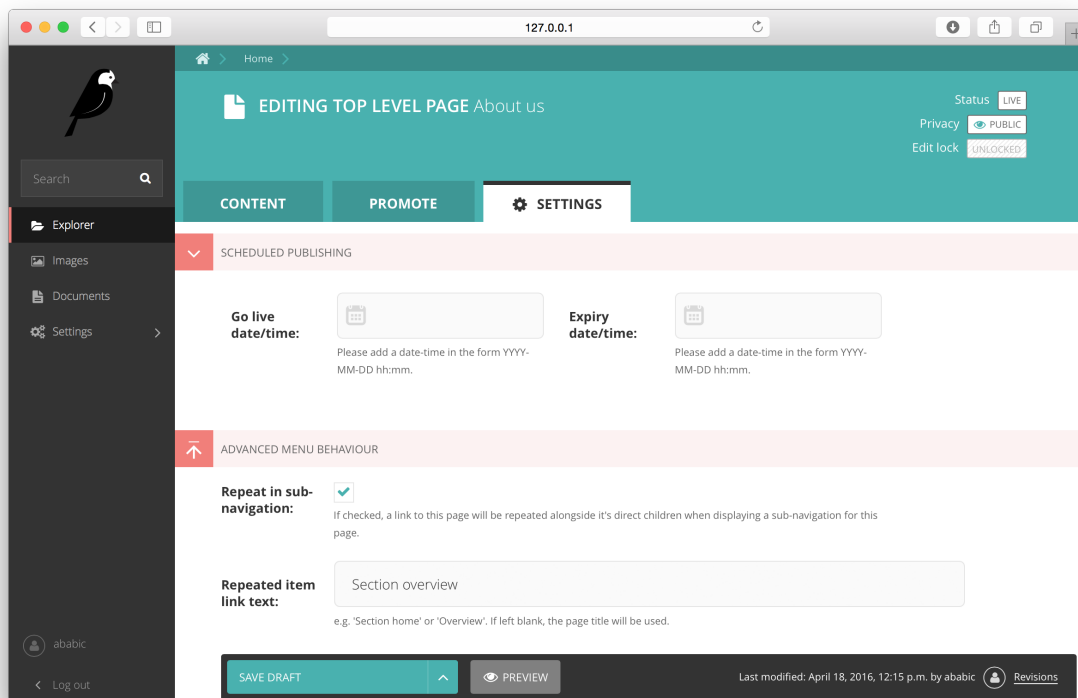 127.0.0.1
Home
EDITING TOP LEVEL PAGE About us
Status LIVE
Privacy PUBLIC
Edit lock UNLOCKED
Search
Explorer
Images
Documents
Settings
ababic
Log out
CONTENT PROMOTE SETTINGS
SCHEDULED PUBLISHING
Go live
date/time:
Please add a date-time in the form YYYY-
MM-DD hh:mm.
Expiry
date/time:
Please add a date-time in the form YYYY-
MM-DD hh:mm.
ADVANCED MENU BEHAVIOUR
Repeat in sub-
navigation:
If checked, a link to this page will be repeated alongside it's direct children when displaying a sub-navigation for this
page.
Repeated item
link text:
Section overview
e.g. 'Section home' or 'Overview'. If left blank, the page title will be used.
SAVE DRAFT PREVIEW Last modified: April 18, 2016, 12:15 p.m. by ababic Revisions